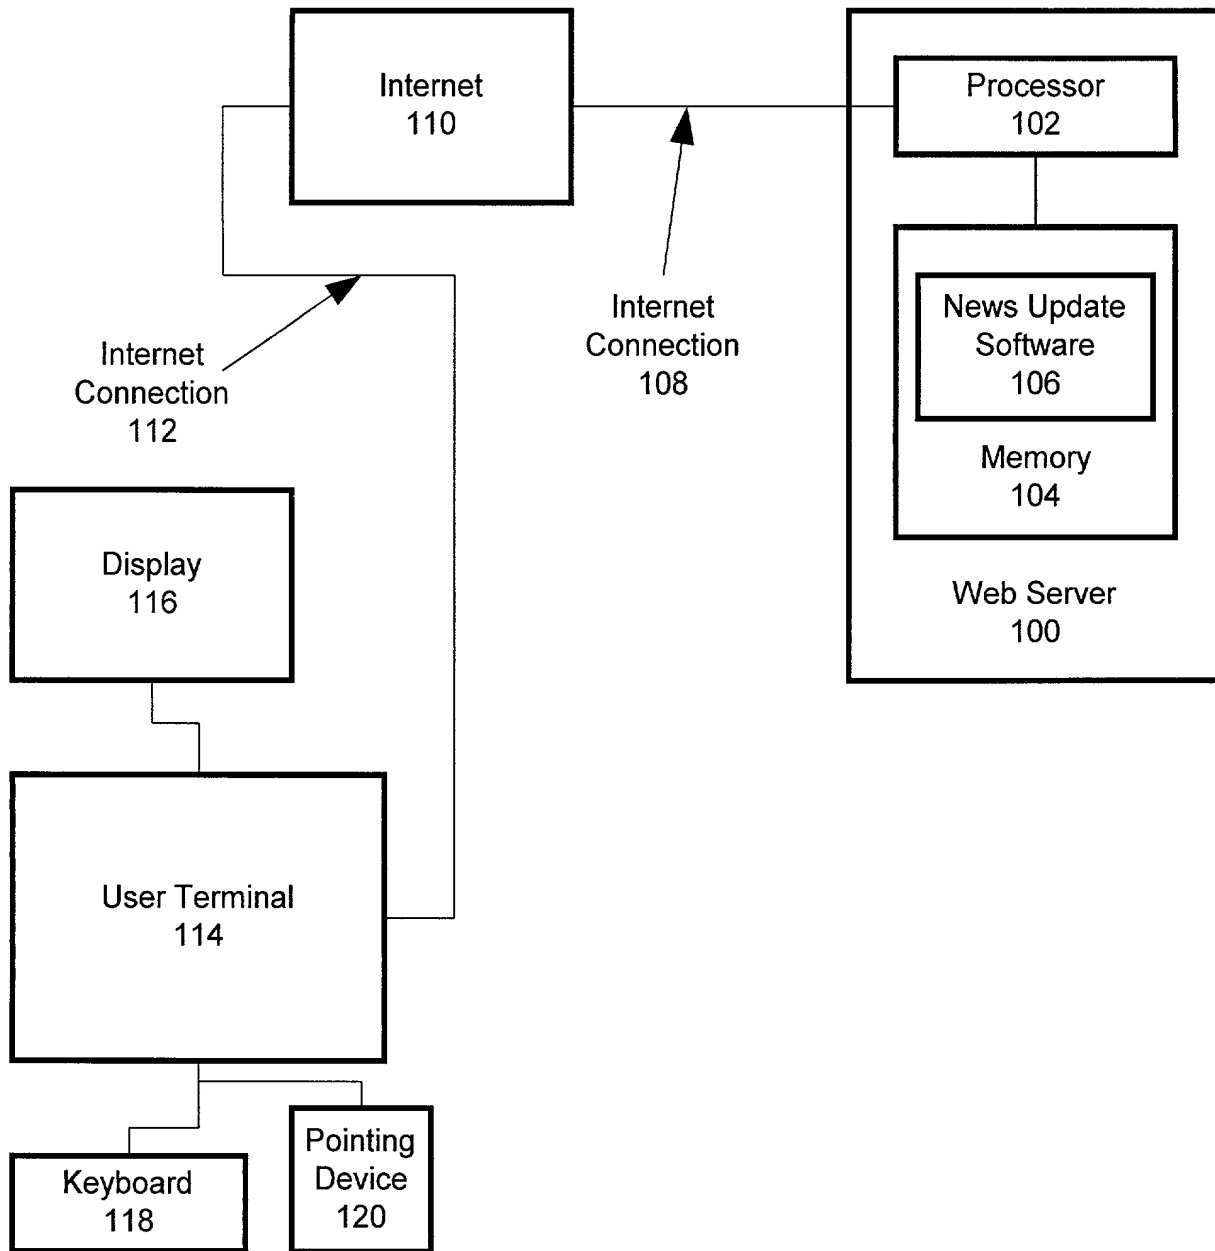 Internet
110
Processor
102
News Update
Software
106
Memory
104
Web Server
100
Internet
Connection
108
Internet
Connection
112
Display
116
User Terminal
114
Keyboard
118
Pointing
Device
120